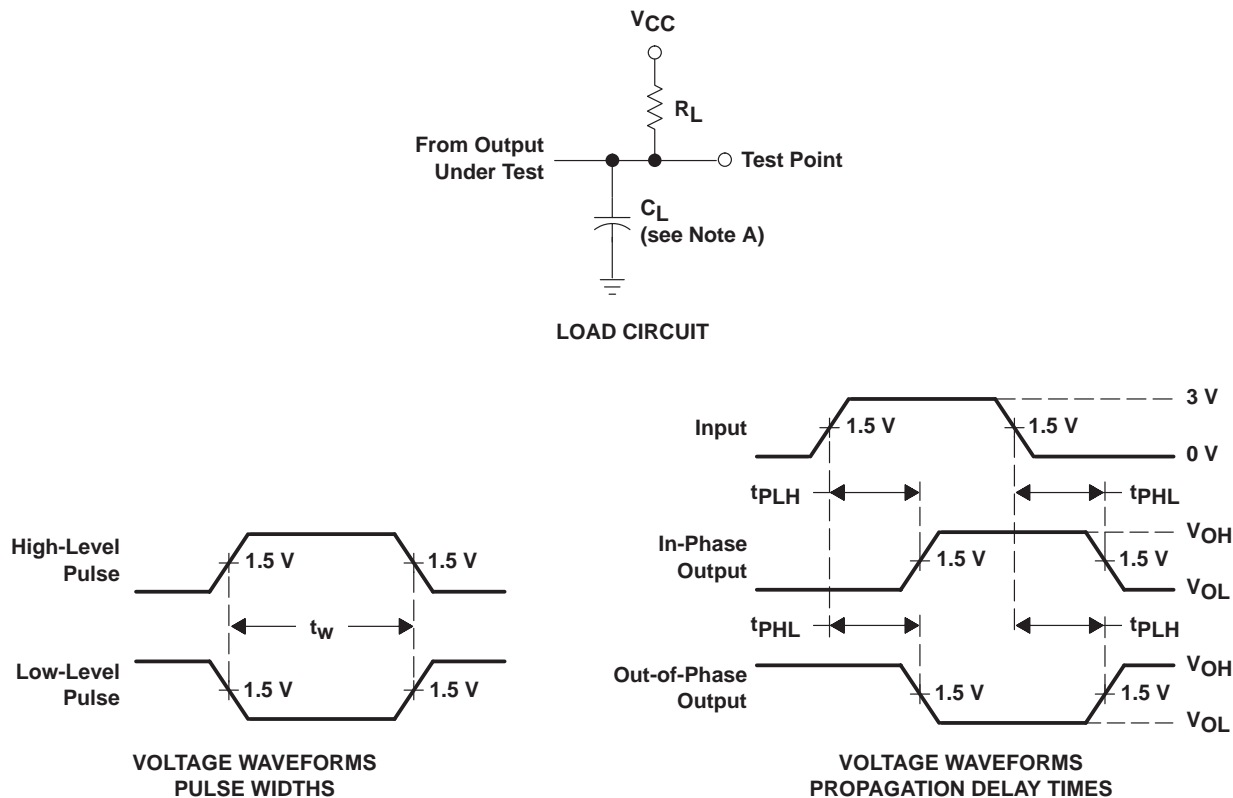 VCC
RL
From Output
Under Test
Test Point
CL
(see Note A)
LOAD CIRCUIT
High-Level
Pulse
1.5 V
1.5 V
tw
Low-Level
Pulse
1.5 V
1.5 V
VOLTAGE WAVEFORMS
PULSE WIDTHS
Input
1.5 V
1.5 V
3 V
0 V
tPLH
tPHL
In-Phase
Output
1.5 V
1.5 V
VOH
VOL
tPHL
tPLH
Out-of-Phase
Output
1.5 V
1.5 V
VOH
VOL
VOLTAGE WAVEFORMS
PROPAGATION DELAY TIMES